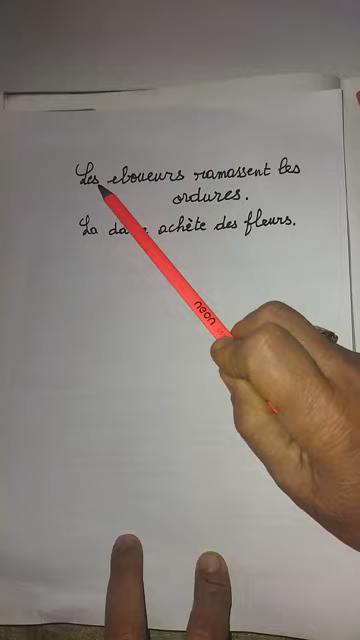 Les eboueurs ramassent les
ordures.
La achète des fleurs.
neon